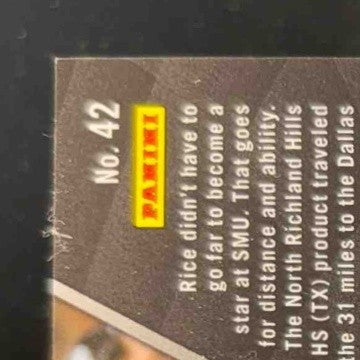 No. 42
PANINI
Rice didn't have to
go far to become a
star at SMU. That goes
for distance and ability.
The North Richland Hills
HS (TX) product traveled
the 31 miles to the Dallas